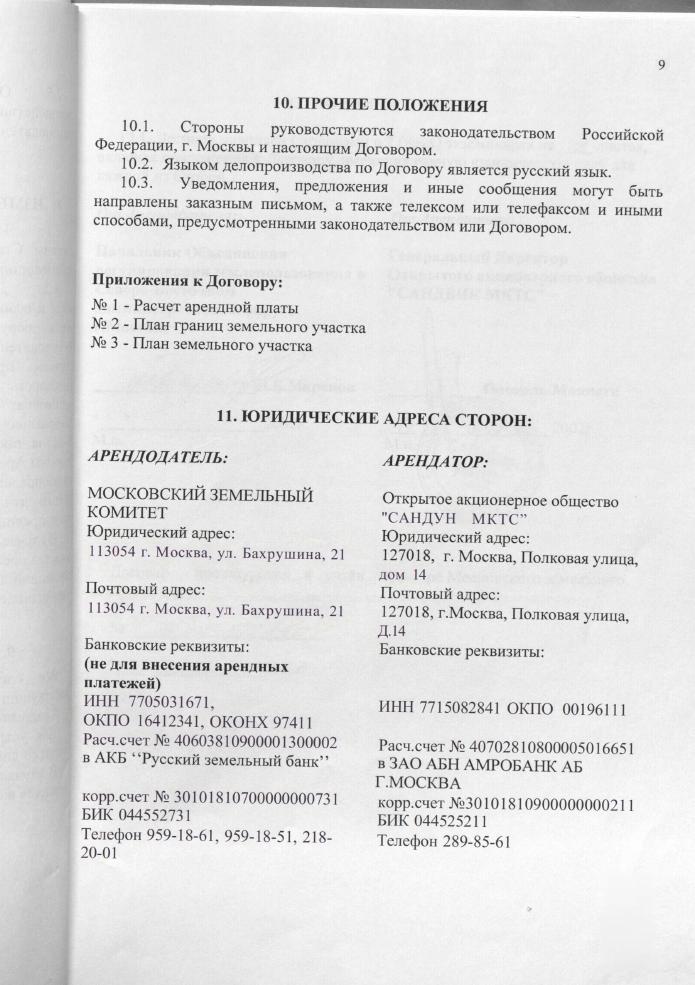 9
10. ПРОЧИЕ ПОЛОЖЕНИЯ
10.1. Стороны руководствуются законодательством Российской
Федерации, г. Москвы и настоящим Договором.
10.2. Языком делопроизводства по Договору является русский язык.
10.3. Уведомления, предложения и иные сообщения могут быть
направлены заказным письмом, а также телексом или телефаксом и иными
способами, предусмотренными законодательством или Договором.
Приложения к Договору:
№ 1 - Расчет арендной платы
№ 2 - План границ земельного участка
№ 3 - План земельного участка
11. ЮРИДИЧЕСКИЕ АДРЕСА СТОРОН:
АРЕНДОДАТЕЛЬ:
МОСКОВСКИЙ ЗЕМЕЛЬНЫЙ
КОМИТЕТ
Юридический адрес:
113054 г. Москва, ул. Бахрушина, 21
Почтовый адрес:
113054 г. Москва, ул. Бахрушина, 21
Банковские реквизиты:
(не для внесения арендных
платежей)
ИНН 7705031671,
ОКПО 16412341, ОКОНХ 97411
Расч.счет № 40603810900001300002
в АКБ ‘‘Русский земельный банк’’
корр.счет № 30101810700000000731
БИК 044552731
Телефон 959-18-61, 959-18-51, 218-
20-01
АРЕНДАТОР:
Открытое акционерное общество
"САНДУН МКТС”
Юридический адрес:
127018, г. Москва, Полковая улица,
дом 14
Почтовый адрес:
127018, г.Москва, Полковая улица,
Д.14
Банковские реквизиты:
ИНН 7715082841 ОКПО 00196111
Расч.счет № 40702810800005016651
в ЗАО АБН АМРОБАНК АБ
Г.МОСКВА
корр.счет №30101810900000000211
БИК 044525211
Телефон 289-85-61